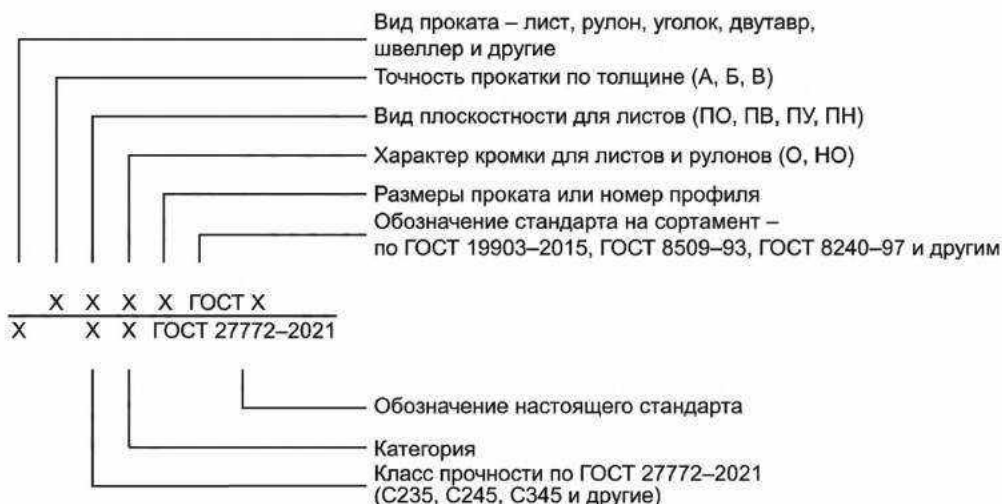 Вид проката – лист, рулон, уголок, двутавр,
швеллер и другие
Точность прокатки по толщине (А, Б, В)
Вид плоскостности для листов (ПО, ПВ, ПУ, ПН)
Характер кромки для листов и рулонов (О, НО)
Размеры проката или номер профиля
Обозначение стандарта на сортамент –
по ГОСТ 19903–2015, ГОСТ 8509–93, ГОСТ 8240–97 и другим
Х Х Х Х ГОСТ Х
Х Х Х ГОСТ 27772–2021
Обозначение настоящего стандарта
Категория
Класс прочности по ГОСТ 27772–2021
(С235, С245, С345 и другие)